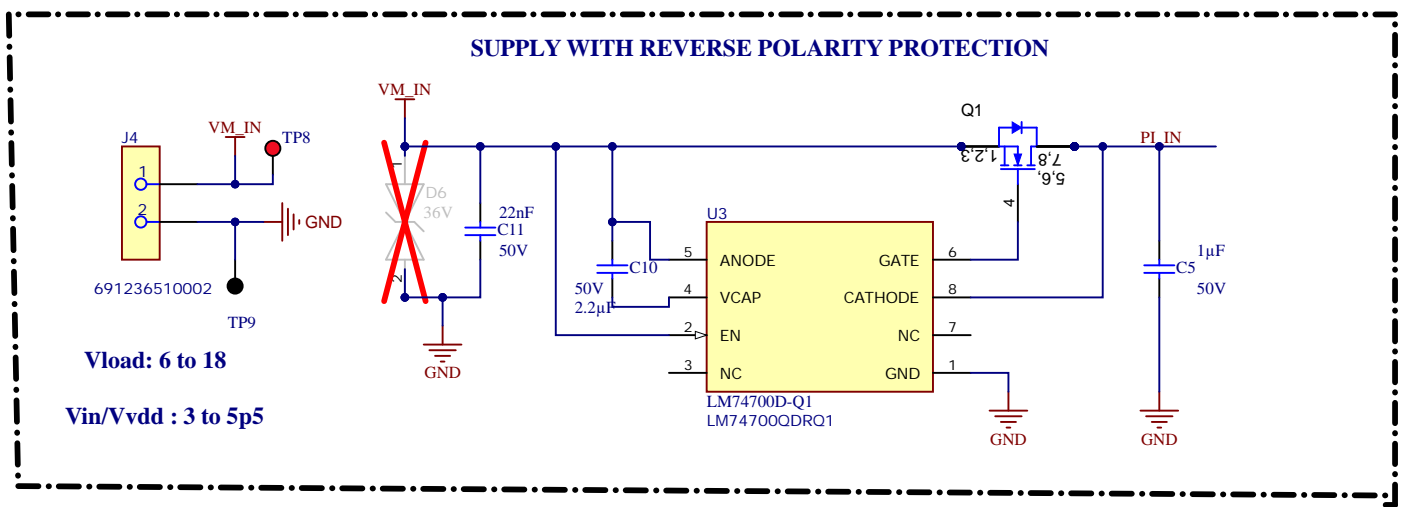 SUPPLY WITH REVERSE POLARITY PROTECTION
J4
VM_IN
TP8
1
2
GND
691236510002
TP9
Vload: 6 to 18
Vin/Vvdd : 3 to 5p5
VM_IN
1
D6
36V
2
22nF
C11
50V
GND
C10
50V
2.2µF
U3
5
ANODE
4
VCAP
2
EN
3
NC
GATE
6
CATHODE
8
NC
7
GND
1
LM74700D-Q1
LM74700QDRQ1
GND
Q1
1,2,3
5,6,
7,8
4
PI_IN
1µF
C5
50V
GND